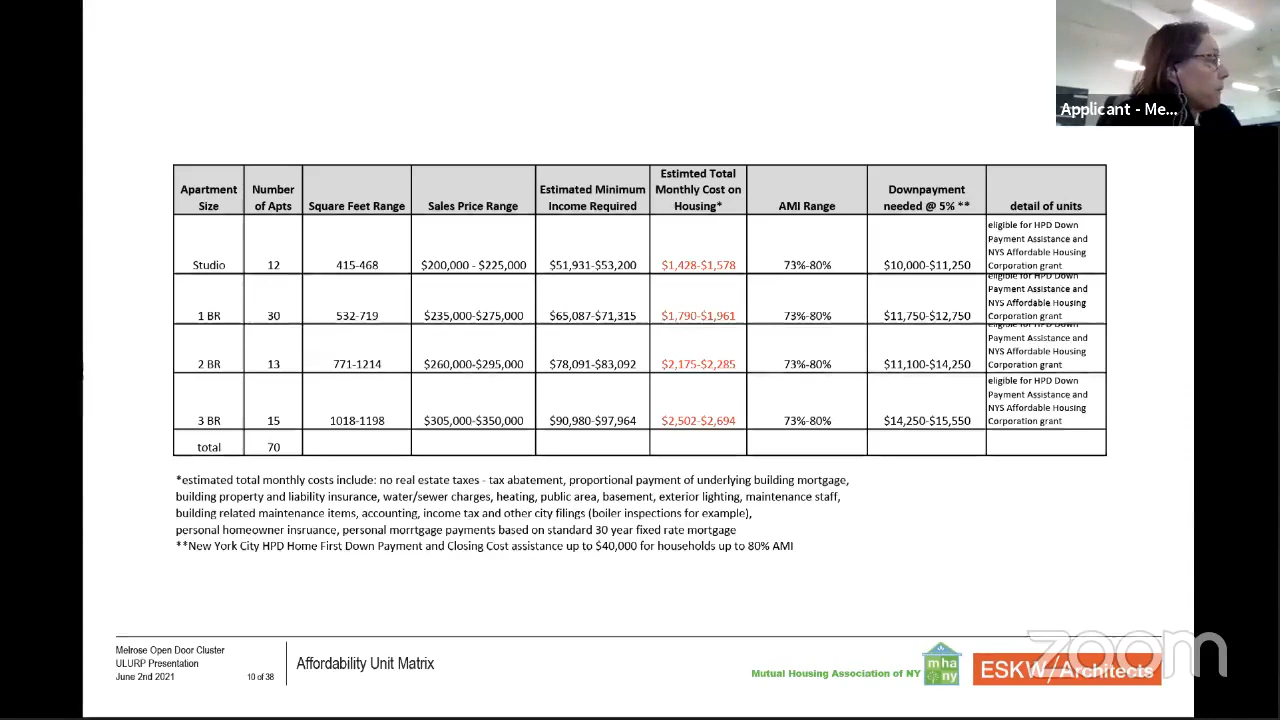 Applicant - Me...
Apartment Size Number of Apts Square Feet Range Sales Price Range Estimated Minimum Income Required Estimted Total Monthly Cost on Housing* AMI Range Downpayment needed @ 5% ** detail of units
Studio 12 415-468 $200,000 - $225,000 $51,931-$53,200 $1,428-$1,578 73%-80% $10,000-$11,250 eligible for HPD Down Payment Assistance and NYS Affordable Housing Corporation grant
1 BR 30 532-719 $235,000-$275,000 $65,087-$71,315 $1,790-$1,961 73%-80% $11,750-$12,750 eligible for HPD Down Payment Assistance and NYS Affordable Housing Corporation grant
2 BR 13 771-1214 $260,000-$295,000 $78,091-$83,092 $2,175-$2,285 73%-80% $11,100-$14,250 eligible for HPD Down Payment Assistance and NYS Affordable Housing Corporation grant
3 BR 15 1018-1198 $305,000-$350,000 $90,980-$97,964 $2,502-$2,694 73%-80% $14,250-$15,550 eligible for HPD Down Payment Assistance and NYS Affordable Housing Corporation grant
total 70
*estimated total monthly costs include: no real estate taxes - tax abatement, proportional payment of underlying building mortgage,
building property and liability insurance, water/sewer charges, heating, public area, basement, exterior lighting, maintenance staff,
building related maintenance items, accounting, income tax and other city filings (boiler inspections for example),
personal homeowner insruance, personal morrtgage payments based on standard 30 year fixed rate mortgage
**New York City HPD Home First Down Payment and Closing Cost assistance up to $40,000 for households up to 80% AMI
Melrose Open Door Cluster
ULURP Presentation
June 2nd 2021 10 of 38
Affordability Unit Matrix
Mutual Housing Association of NY
mha
ny
ESKW/Architects
zoom